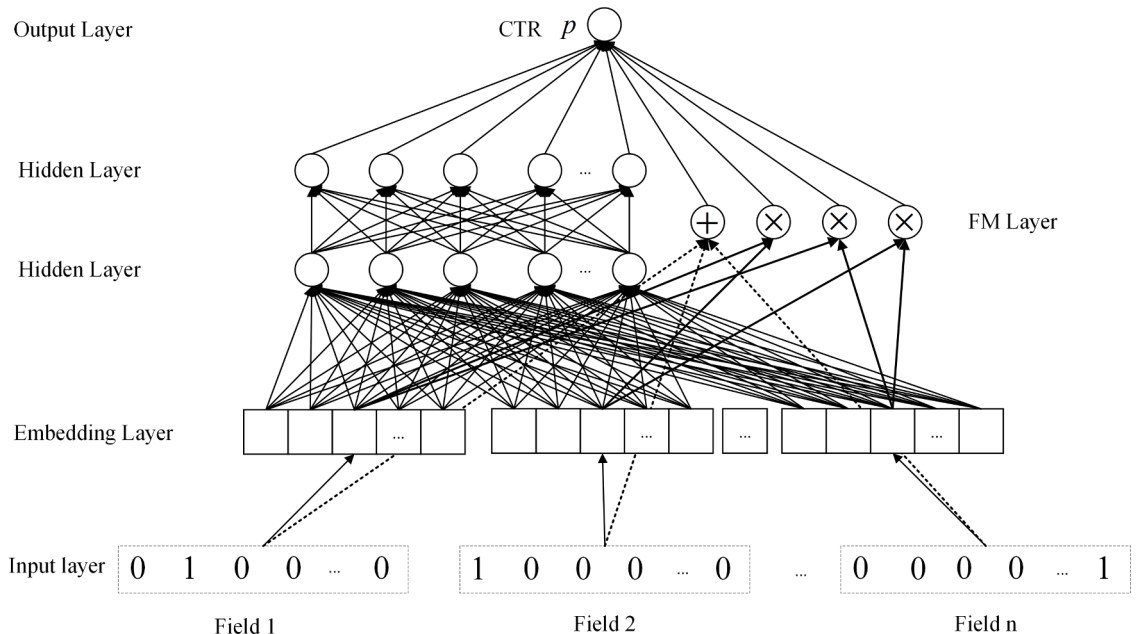 Output Layer CTR p
Hidden Layer ...
+ × × × FM Layer
Hidden Layer ...
Embedding Layer ... ... ... ...
Input layer 0 1 0 0 ... 0 1 0 0 0 ... 0 ... 0 0 0 0 ... 1
Field 1 Field 2 Field n